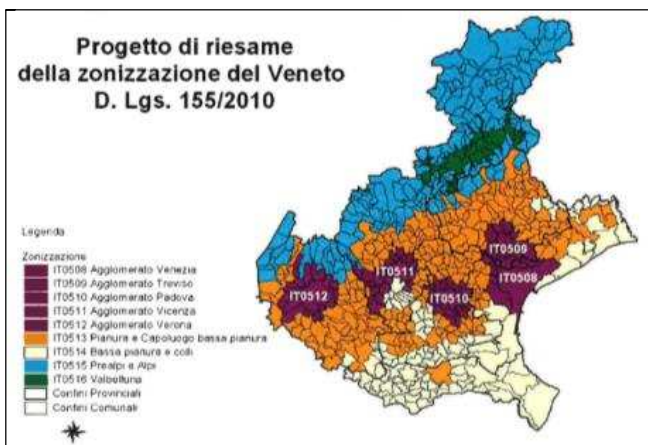 Progetto di riesame
della zonizzazione del Veneto
D. Lgs. 155/2010
Legenda
Zonizzazione
IT0508 Agglomerato Venezia
IT0509 Agglomerato Treviso
IT0510 Agglomerato Padova
IT0511 Agglomerato Vicenza
IT0512 Agglomerato Verona
IT0513 Pianura e Capoluogo bassa pianura
IT0514 Bassa pianura e colli
IT0515 Prealpi e Alpi
IT0516 Valbelluna
Confini Provinciali
Confini Comunali
IT0509
IT0511
IT0508
IT0512
IT0510